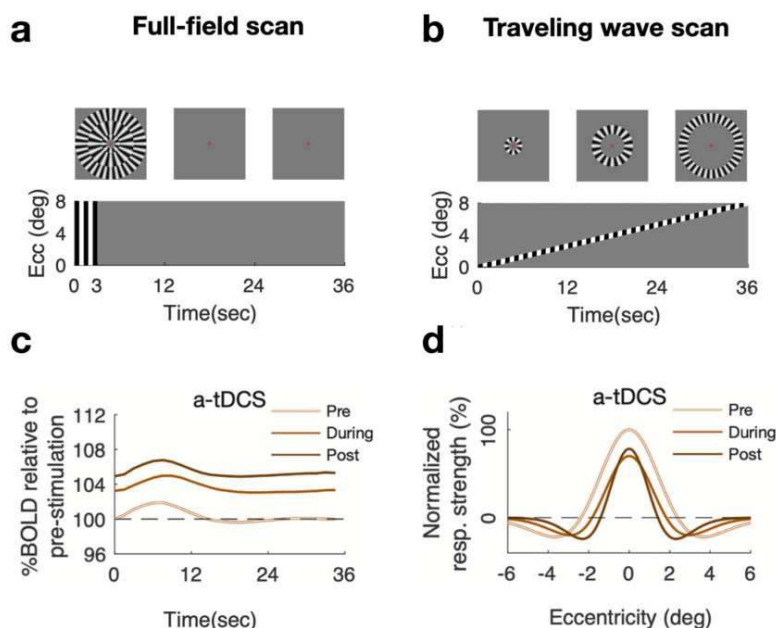 a
Full-field scan
b
Traveling wave scan
Ecc (deg)
8
4
0
0 3 12 24 36
Time(sec)
Ecc (deg)
8
4
0
0 12 24 36
Time(sec)
c
a-tDCS
Pre
During
Post
%BOLD relative to
pre-stimulation
112
108
104
100
96
0 12 24 36
Time(sec)
d
a-tDCS
Pre
During
Post
Normalized
resp. strength (%)
100
0
-6 -4 -2 0 2 4 6
Eccentricity (deg)